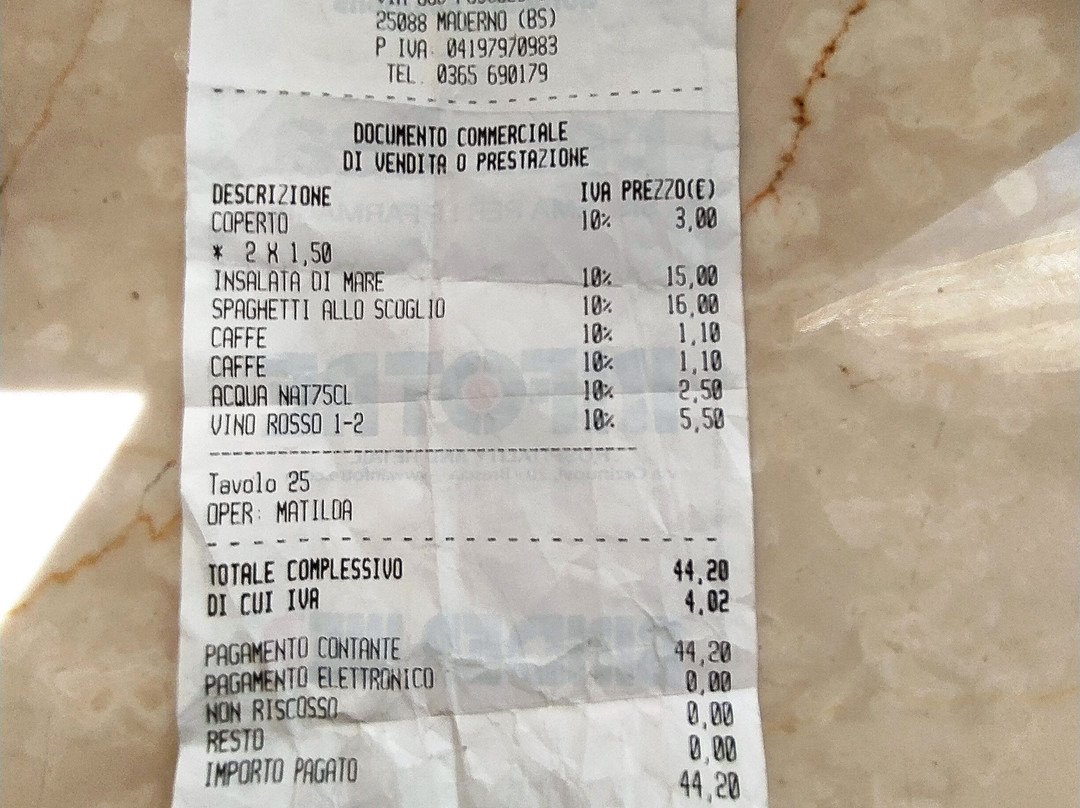 25088 MADERNO (BS)
P IVA 04197970983
TEL. 0365 690179
DOCUMENTO COMMERCIALE
DI VENDITA O PRESTAZIONE
DESCRIZIONE IVA PREZZO(E)
COPERTO 10% 3,00
* 2 X 1,50
INSALATA DI MARE 10% 15,00
SPAGHETTI ALLO SCOGLIO 10% 16,00
CAFFE 10% 1,10
CAFFE 10% 1,10
ACQUA NAT75CL 10% 2,50
VINO ROSSO 1-2 10% 5,50
Tavolo 25
OPER: MATILDA
TOTALE COMPLESSIVO 44,20
DI CUI IVA 4,02
PAGAMENTO CONTANTE 44,20
PAGAMENTO ELETTRONICO 0,00
NON RISCOSSO 0,00
RESTO 0,00
IMPORTO PAGATO 44,20